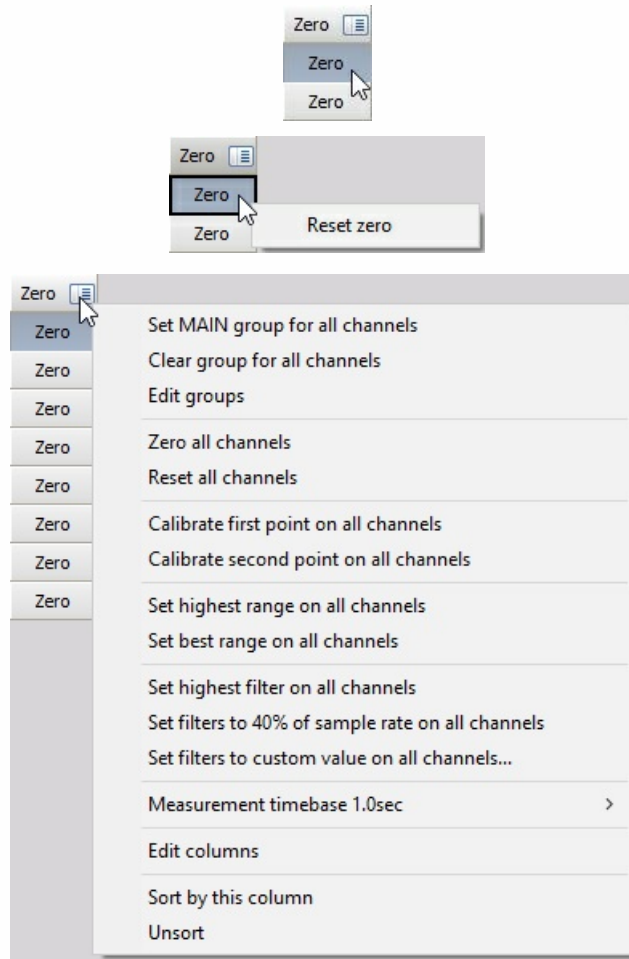 Zero
Zero
Zero
Zero
Zero
Reset zero
Zero
Zero
Zero
Zero
Zero
Zero
Zero
Zero
Zero
Zero
Set MAIN group for all channels
Clear group for all channels
Edit groups
Zero all channels
Reset all channels
Calibrate first point on all channels
Calibrate second point on all channels
Set highest range on all channels
Set best range on all channels
Set highest filter on all channels
Set filters to 40% of sample rate on all channels
Set filters to custom value on all channels...
Measurement timebase 1.0sec
Edit columns
Sort by this column
Unsort